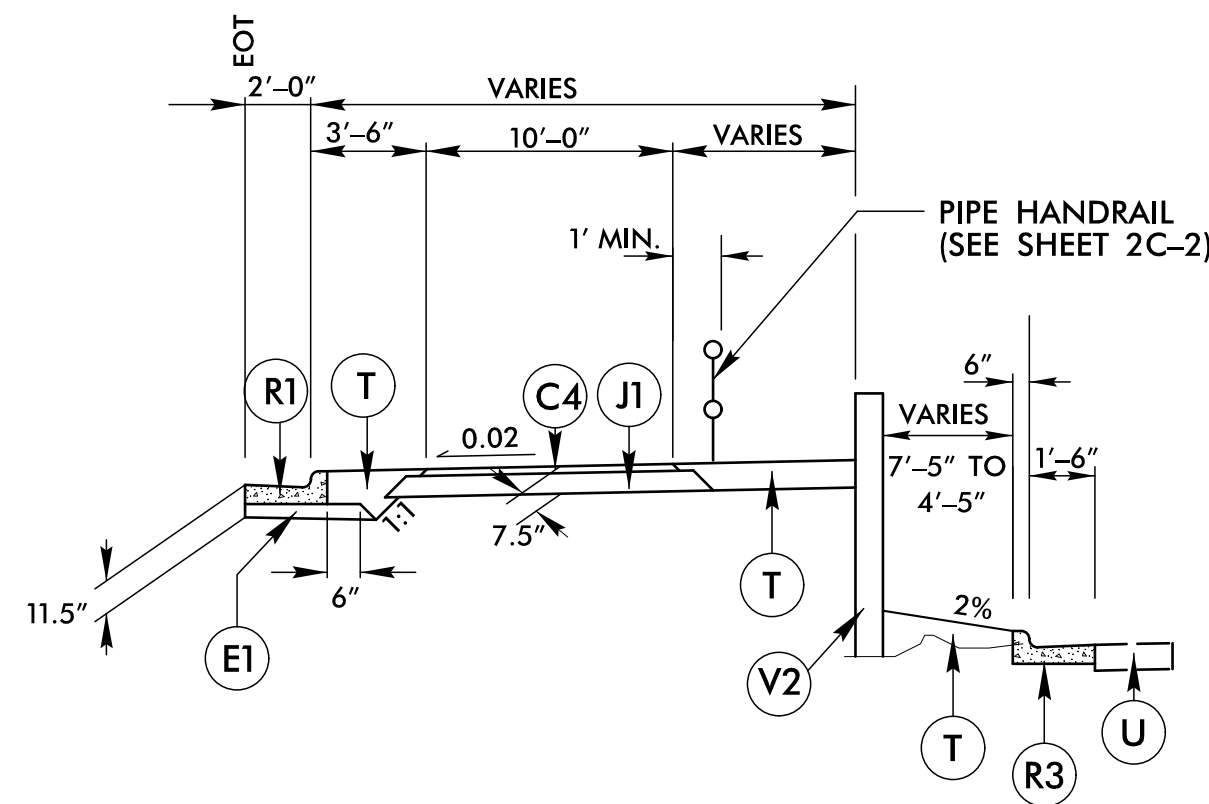 EOT
2'–0"
VARIES
3'–6"
10'–0"
VARIES
1' MIN.
PIPE HANDRAIL
(SEE SHEET 2C–2)
R1
T
C4
J1
6"
VARIES
0.02
7'–5" TO
4'–5"
1'–6"
1:1
7.5"
T
11.5"
6"
2%
E1
V2
T
R3
U